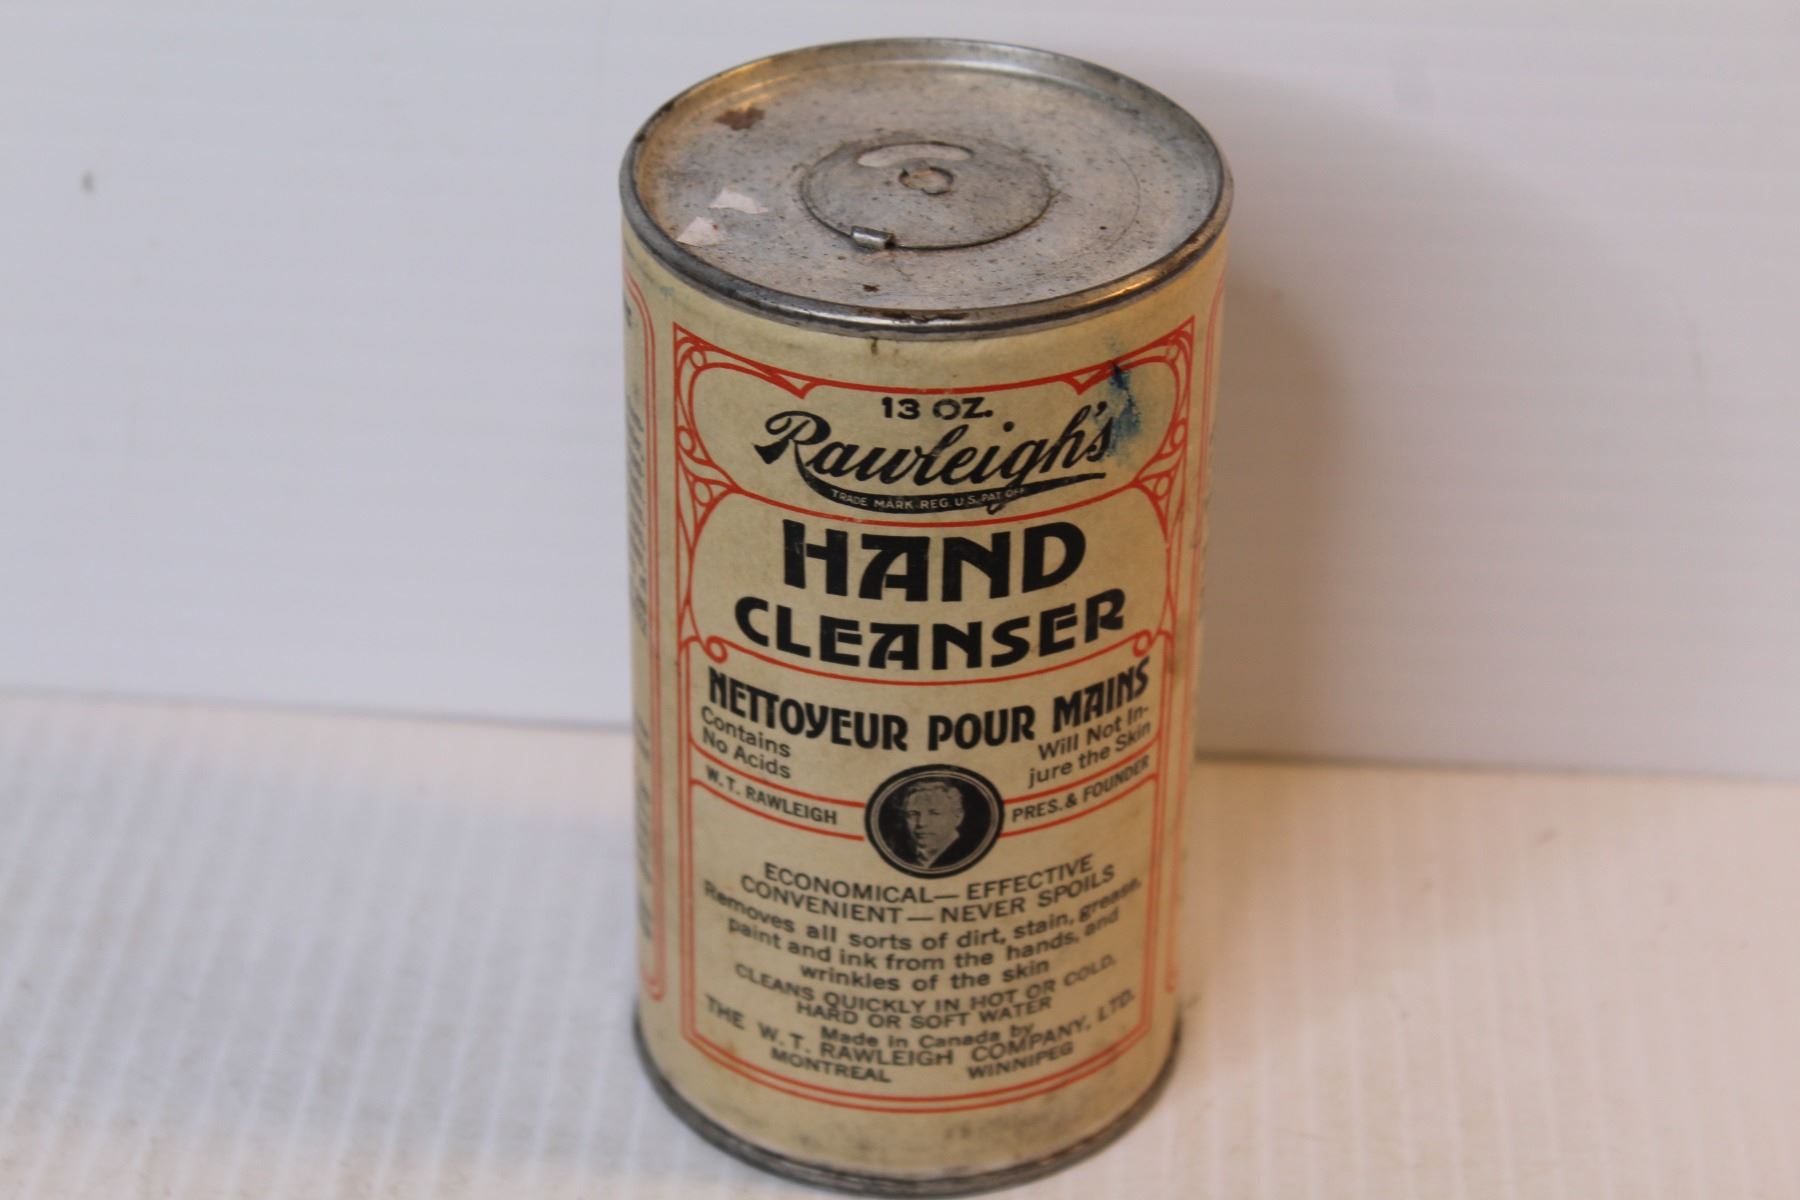 13 OZ.
Rawleigh's
TRADE MARK REG. U.S. PAT. OFF.
HAND
CLEANSER
NETTOYEUR POUR MAINS
Contains
No Acids
Will Not In-
jure the Skin
W. T. RAWLEIGH
PRES. & FOUNDER
ECONOMICAL— EFFECTIVE
CONVENIENT — NEVER SPOILS
Removes all sorts of dirt, stain, grease,
paint and ink from the hands, and
wrinkles of the skin
CLEANS QUICKLY IN HOT OR COLD,
HARD OR SOFT WATER
Made in Canada by
THE W. T. RAWLEIGH COMPANY, LTD.
MONTREAL WINNIPEG